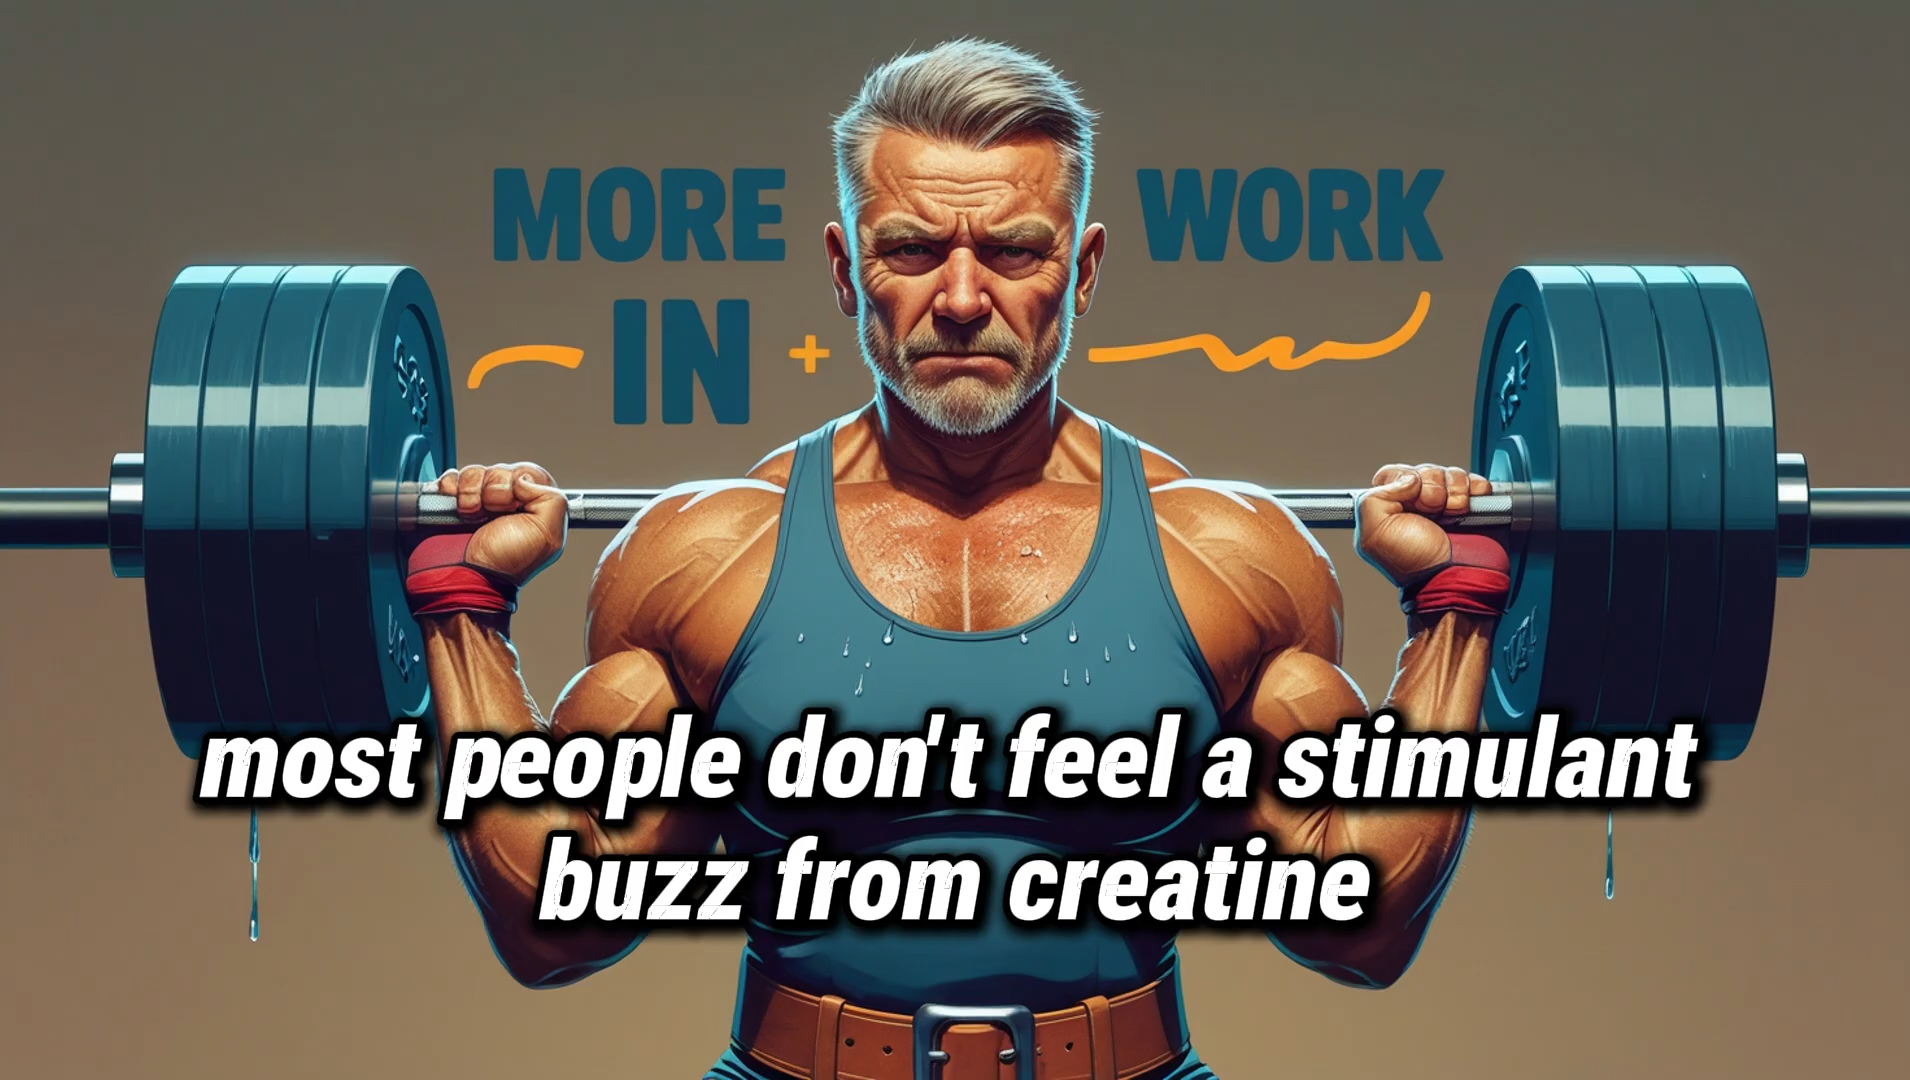 MORE WORK
IN +
most people don't feel a stimulant
buzz from creatine